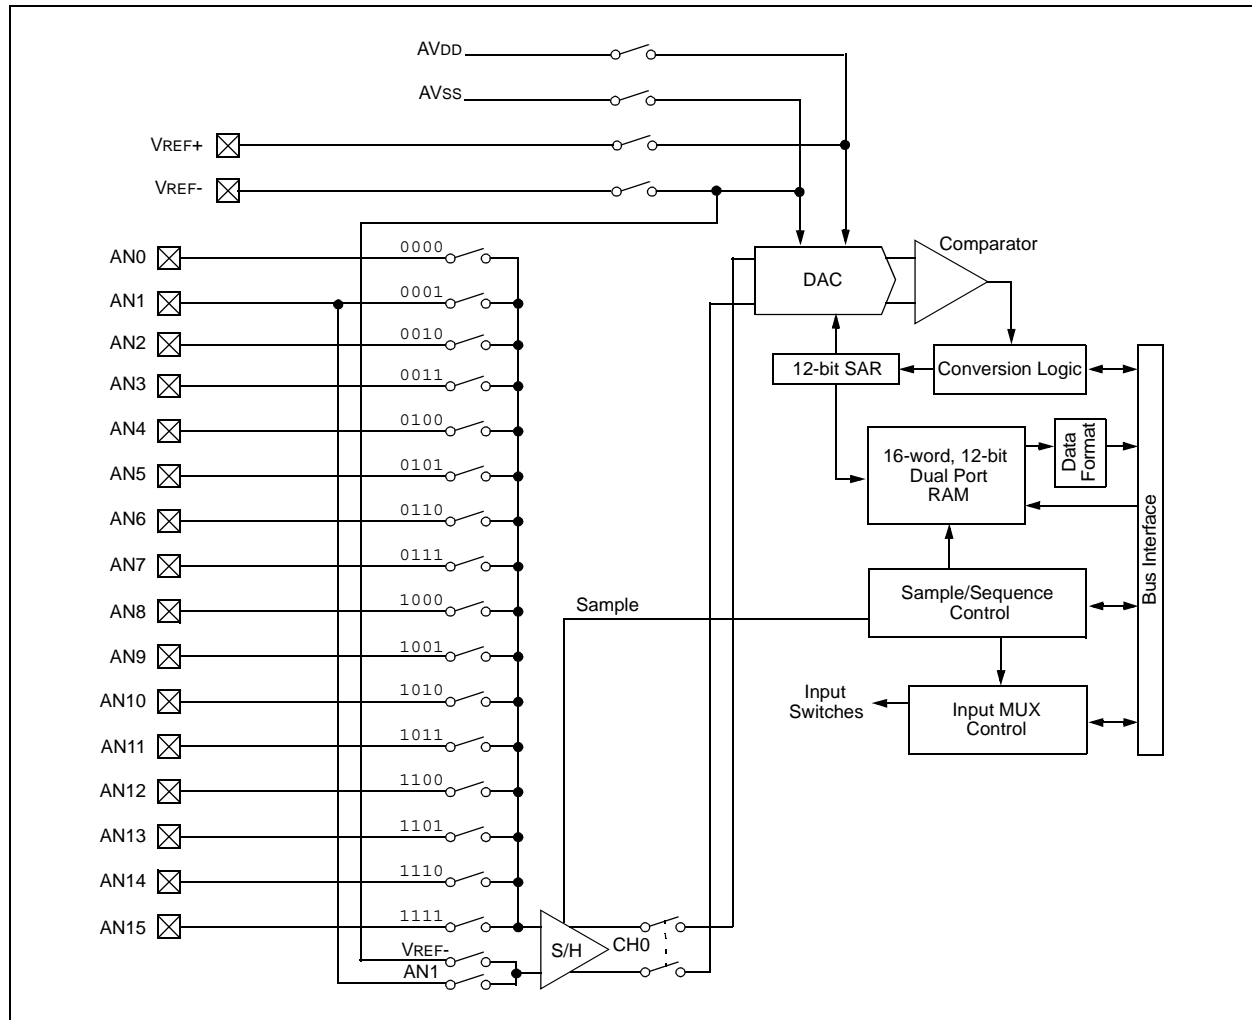 AVDD
AVSS
VREF+
VREF-
AN0
0000
AN1
0001
AN2
0010
AN3
0011
AN4
0100
AN5
0101
AN6
0110
AN7
0111
AN8
1000
AN9
1001
AN10
1010
AN11
1011
AN12
1100
AN13
1101
AN14
1110
AN15
1111
VREF-
AN1
S/H
CH0
DAC
Comparator
12-bit SAR
Conversion Logic
16-word, 12-bit
Dual Port
RAM
Data
Format
Bus Interface
Sample
Sample/Sequence
Control
Input
Switches
Input MUX
Control